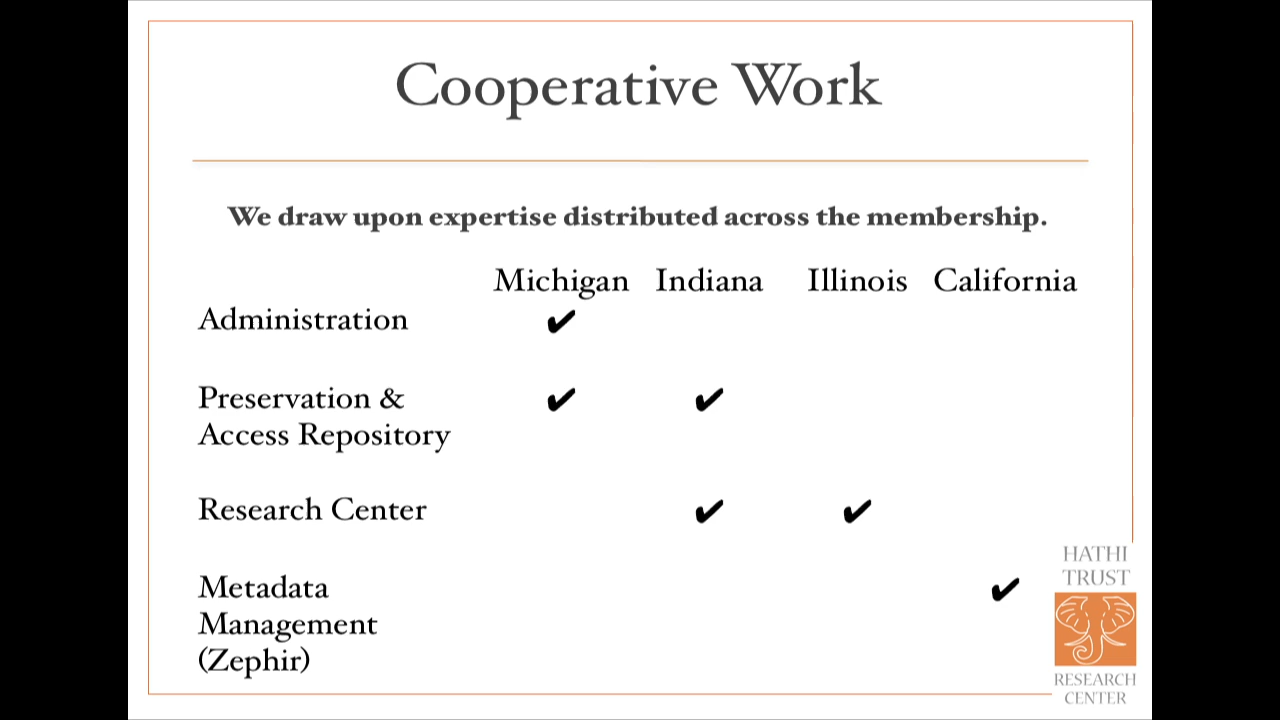 Cooperative Work
We draw upon expertise distributed across the membership.
Michigan Indiana Illinois California
Administration ✔
Preservation & ✔ ✔
Access Repository
Research Center ✔ ✔
Metadata ✔
Management
(Zephir)
HATHI
TRUST
RESEARCH
CENTER